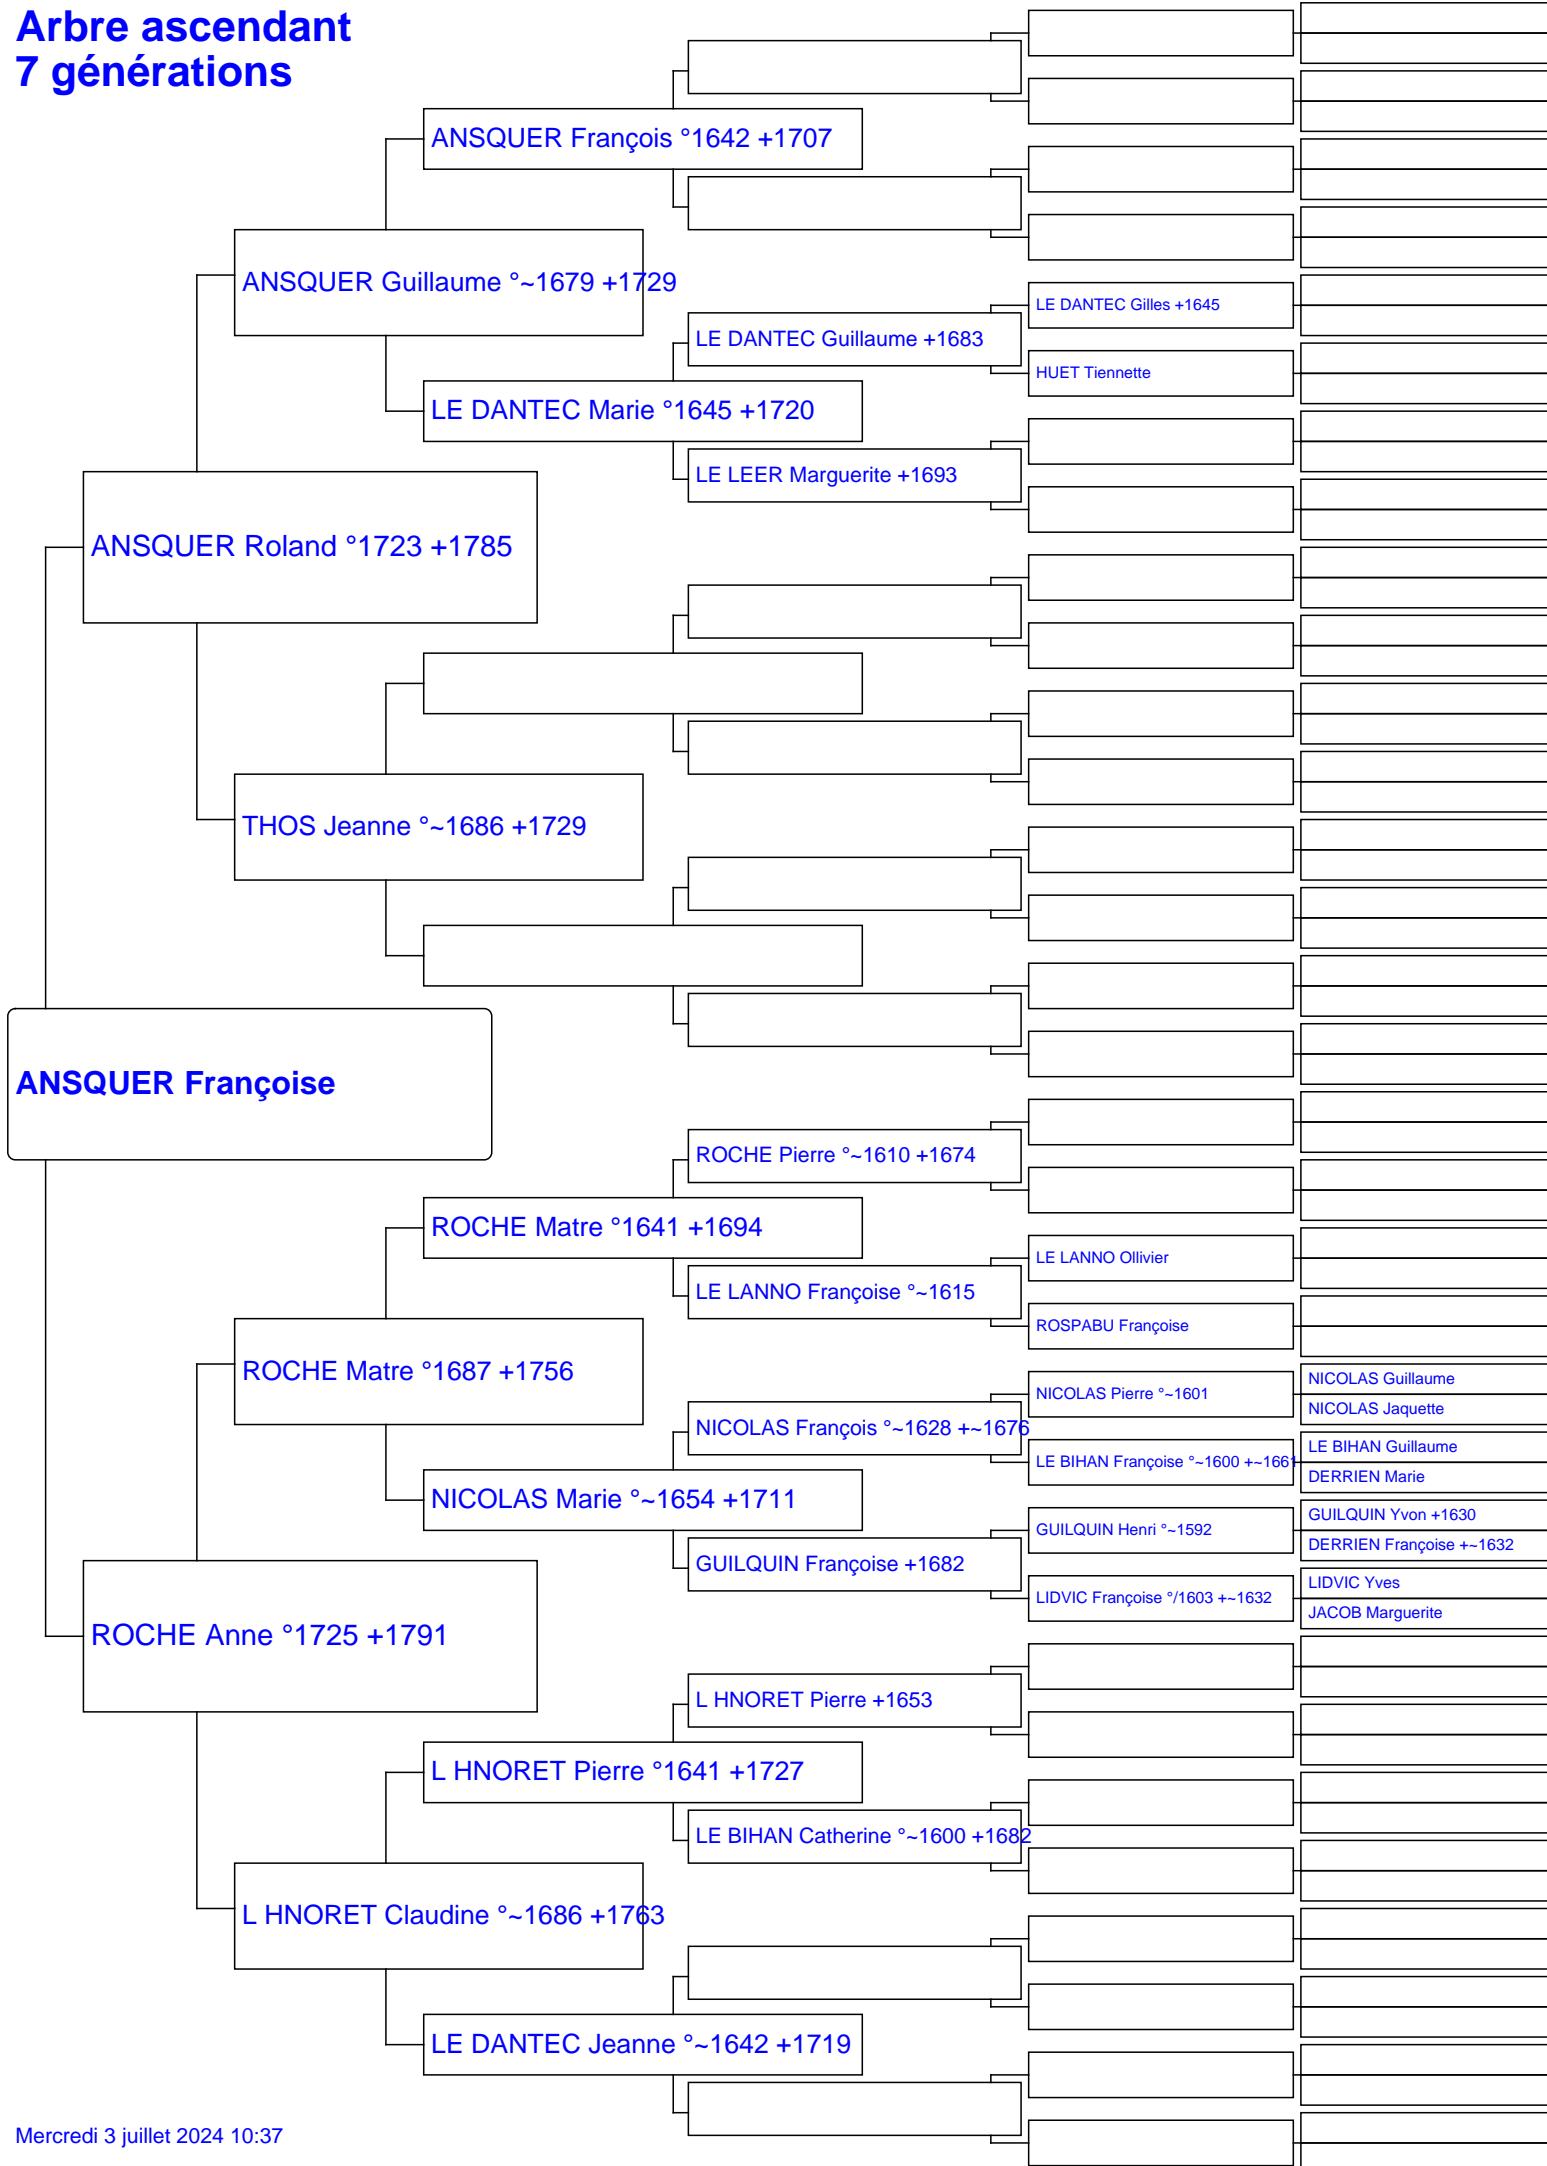 Arbre ascendant
7 générations
ANSQUER François °1642 +1707
ANSQUER Guillaume °~1679 +1729
LE DANTEC Gilles +1645
LE DANTEC Guillaume +1683
HUET Tiennette
LE DANTEC Marie °1645 +1720
LE LEER Marguerite +1693
ANSQUER Roland °1723 +1785
THOS Jeanne °~1686 +1729
ANSQUER Françoise
ROCHE Pierre °~1610 +1674
ROCHE Matre °1641 +1694
LE LANNO Ollivier
LE LANNO Françoise °~1615
ROSPABU Françoise
ROCHE Matre °1687 +1756
NICOLAS Guillaume
NICOLAS Pierre °~1601
NICOLAS Jaquette
NICOLAS François °~1628 +~1676
LE BIHAN Guillaume
LE BIHAN Françoise °~1600 +~1661
DERRIEN Marie
NICOLAS Marie °~1654 +1711
GUILQUIN Yvon +1630
GUILQUIN Henri °~1592
DERRIEN Françoise +~1632
GUILQUIN Françoise +1682
LIDVIC Yves
LIDVIC Françoise °/1603 +~1632
JACOB Marguerite
ROCHE Anne °1725 +1791
L HNORET Pierre +1653
L HNORET Pierre °1641 +1727
LE BIHAN Catherine °~1600 +1682
L HNORET Claudine °~1686 +1763
LE DANTEC Jeanne °~1642 +1719
Mercredi 3 juillet 2024 10:37